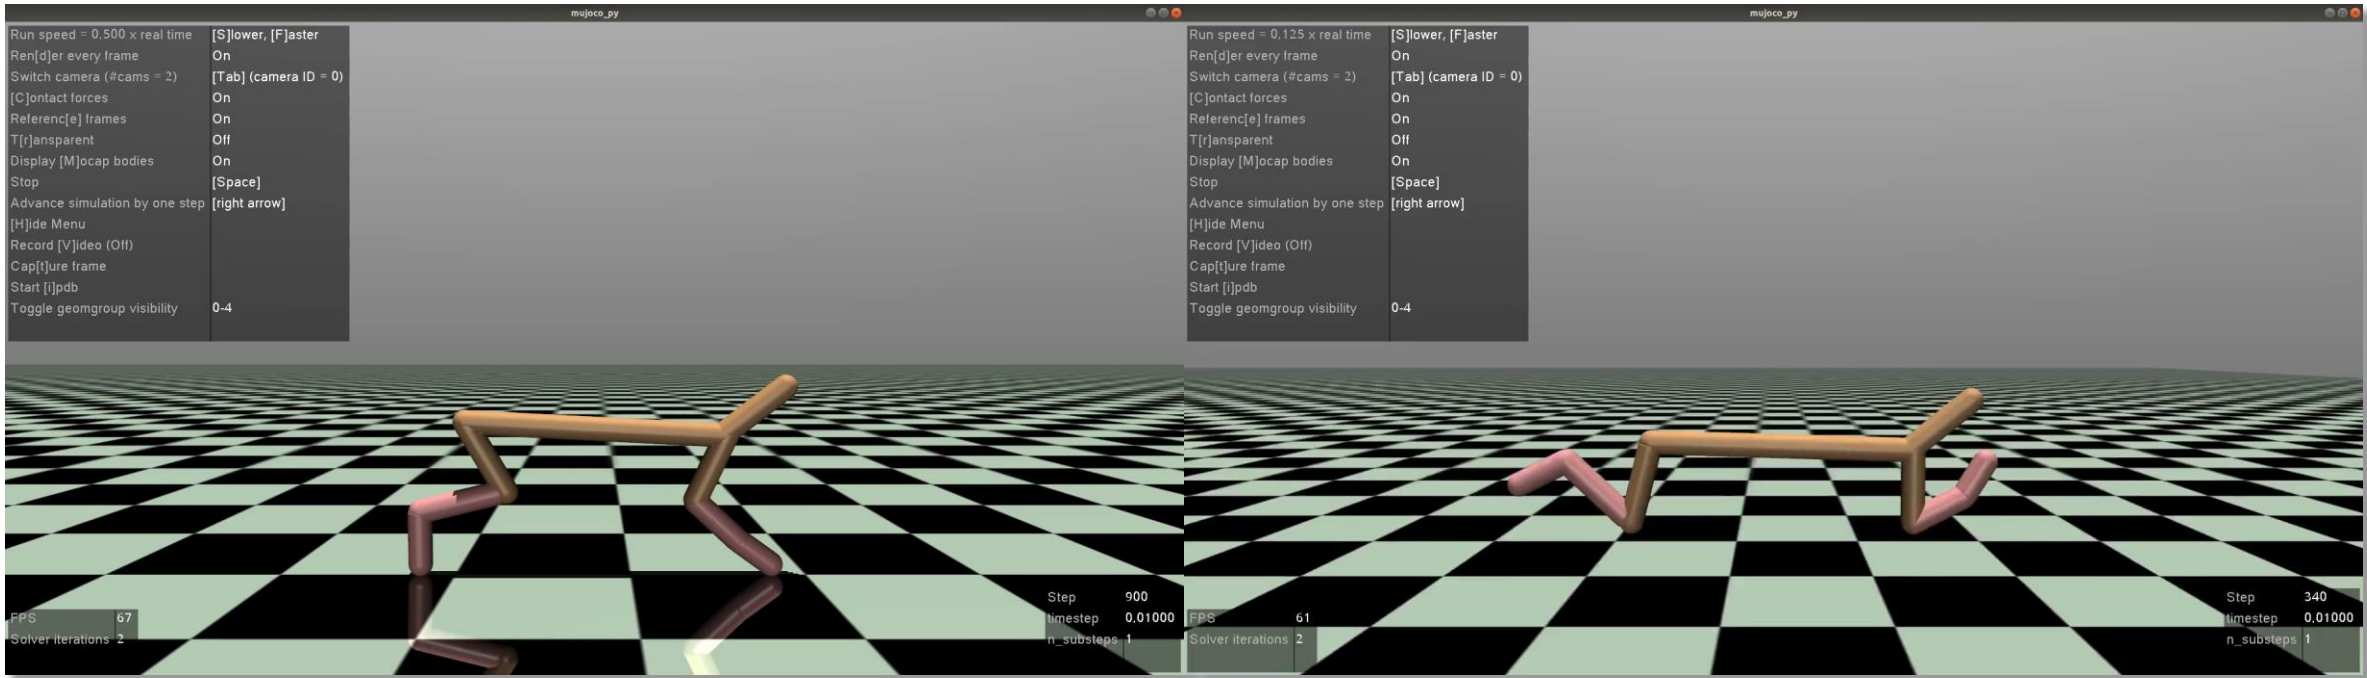 mujoco_py
Run speed = 0.500 x real time [S]lower, [F]aster
Ren[d]er every frame On
Switch camera (#cams = 2) [Tab] (camera ID = 0)
[C]ontact forces On
Referenc[e] frames On
T[r]ansparent Off
Display [M]ocap bodies On
Stop [Space]
Advance simulation by one step [right arrow]
[H]ide Menu
Record [V]ideo (Off)
Cap[t]ure frame
Start [i]pdb
Toggle geomgroup visibility 0-4
FPS 67
Solver iterations 2
Step 900
timestep 0.01000
n_substeps 1
mujoco_py
Run speed = 0.125 x real time [S]lower, [F]aster
Ren[d]er every frame On
Switch camera (#cams = 2) [Tab] (camera ID = 0)
[C]ontact forces On
Referenc[e] frames On
T[r]ansparent Off
Display [M]ocap bodies On
Stop [Space]
Advance simulation by one step [right arrow]
[H]ide Menu
Record [V]ideo (Off)
Cap[t]ure frame
Start [i]pdb
Toggle geomgroup visibility 0-4
FPS 61
Solver iterations 2
Step 340
timestep 0.01000
n_substeps 1